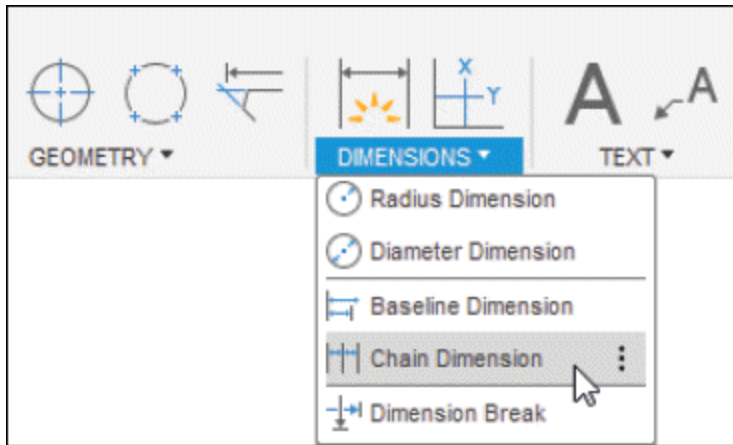 X
Y
A
A
GEOMETRY
DIMENSIONS
TEXT
Radius Dimension
Diameter Dimension
Baseline Dimension
Chain Dimension
Dimension Break